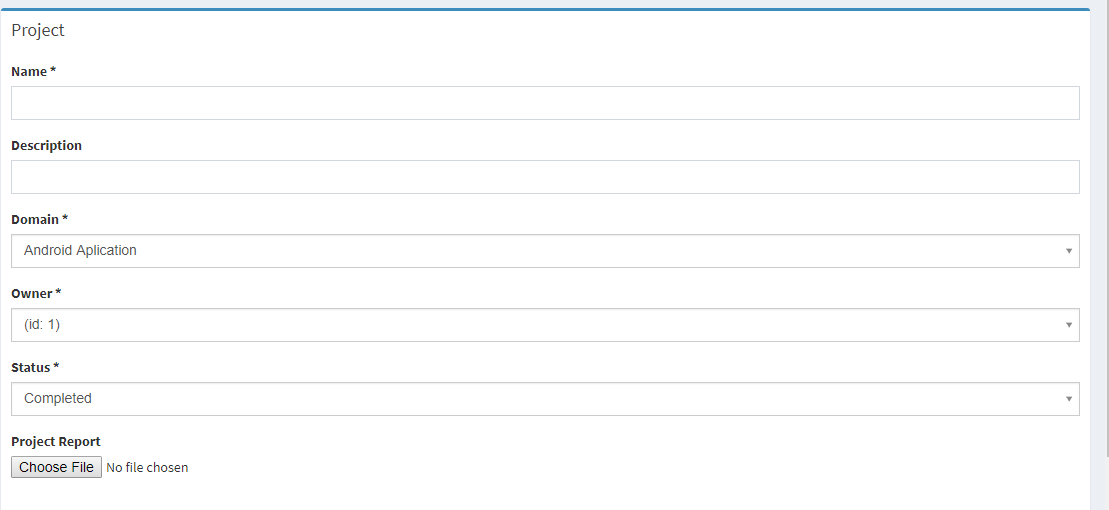 Project
Name *
Description
Domain *
Android Aplication
Owner *
(id: 1)
Status *
Completed
Project Report
Choose File No file chosen